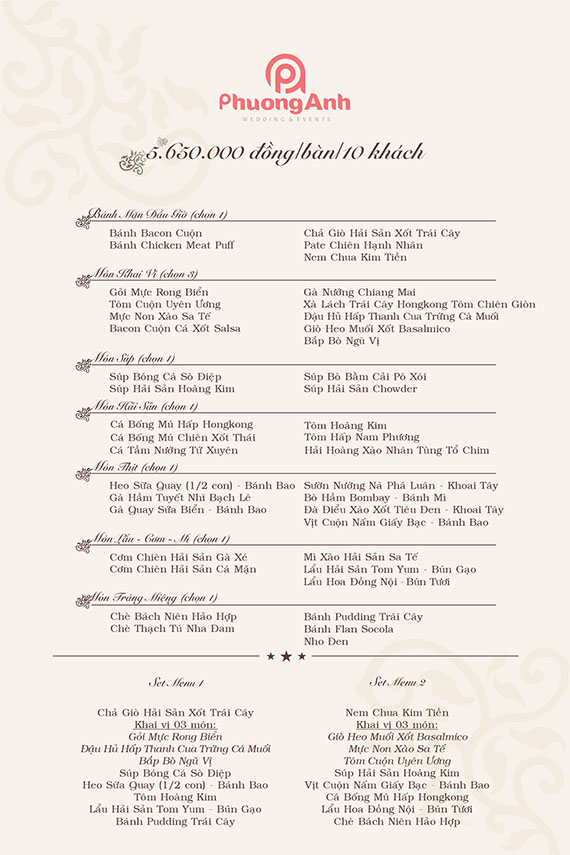 PhuongAnh
WEDDING & EVENTS
5.650.000 đồng/bàn/10 khách
Bánh Mặn Đầu Giờ (chọn 1)
Bánh Bacon Cuộn
Bánh Chicken Meat Puff
Chả Giò Hải Sản Xốt Trái Cây
Pate Chiên Hạnh Nhân
Nem Chua Kim Tiền
Món Khai Vị (chọn 3)
Gỏi Mực Rong Biển
Tôm Cuộn Uyên Ương
Mực Non Xào Sa Tế
Bacon Cuộn Cá Xốt Salsa
Gà Nướng Chiang Mai
Xà Lách Trái Cây Hongkong Tôm Chiên Giòn
Đậu Hủ Hấp Thanh Cua Trứng Cá Muối
Giò Heo Muối Xốt Basalmico
Bắp Bò Ngũ Vị
Món Súp (chọn 1)
Súp Bóng Cá Sò Điệp
Súp Hải Sản Hoàng Kim
Súp Bò Bằm Cải Pó Xôi
Súp Hải Sản Chowder
Món Hải Sản (chọn 1)
Cá Bống Mú Hấp Hongkong
Cá Bống Mú Chiên Xốt Thái
Cá Tầm Nướng Tứ Xuyên
Tôm Hoàng Kim
Tôm Hấp Nam Phương
Hải Hoàng Xào Nhân Tùng Tổ Chim
Món Thịt (chọn 1)
Heo Sữa Quay (1/2 con) - Bánh Bao
Gà Hầm Tuyết Nhĩ Bạch Lê
Gà Quay Sữa Biển - Bánh Bao
Sườn Nướng Nã Phá Luân - Khoai Tây
Bò Hầm Bombay - Bánh Mì
Đà Điểu Xào Xốt Tiêu Đen - Khoai Tây
Vịt Cuộn Nấm Giấy Bạc - Bánh Bao
Món Lẩu - Cơm - Mì (chọn 1)
Cơm Chiên Hải Sản Gà Xé
Cơm Chiên Hải Sản Cá Mặn
Mì Xào Hải Sản Sa Tế
Lẩu Hải Sản Tom Yum - Bún Gạo
Lẩu Hoa Đồng Nội - Bún Tươi
Món Tráng Miệng (chọn 1)
Chè Bách Niên Hảo Hợp
Chè Thạch Tú Nha Đam
Bánh Pudding Trái Cây
Bánh Flan Socola
Nho Đen
Set Menu 1
Chả Giò Hải Sản Xốt Trái Cây
Khai vị 03 món:
Gỏi Mực Rong Biển
Đậu Hủ Hấp Thanh Cua Trứng Cá Muối
Bắp Bò Ngũ Vị
Súp Bóng Cá Sò Điệp
Heo Sữa Quay (1/2 con) - Bánh Bao
Tôm Hoàng Kim
Lẩu Hải Sản Tom Yum - Bún Gạo
Bánh Pudding Trái Cây
Set Menu 2
Nem Chua Kim Tiền
Khai vị 03 món:
Giò Heo Muối Xốt Basalmico
Mực Non Xào Sa Tế
Tôm Cuộn Uyên Ương
Súp Hải Sản Hoàng Kim
Vịt Cuộn Nấm Giấy Bạc - Bánh Bao
Cá Bống Mú Hấp Hongkong
Lẩu Hoa Đồng Nội - Bún Tươi
Chè Bách Niên Hảo Hợp